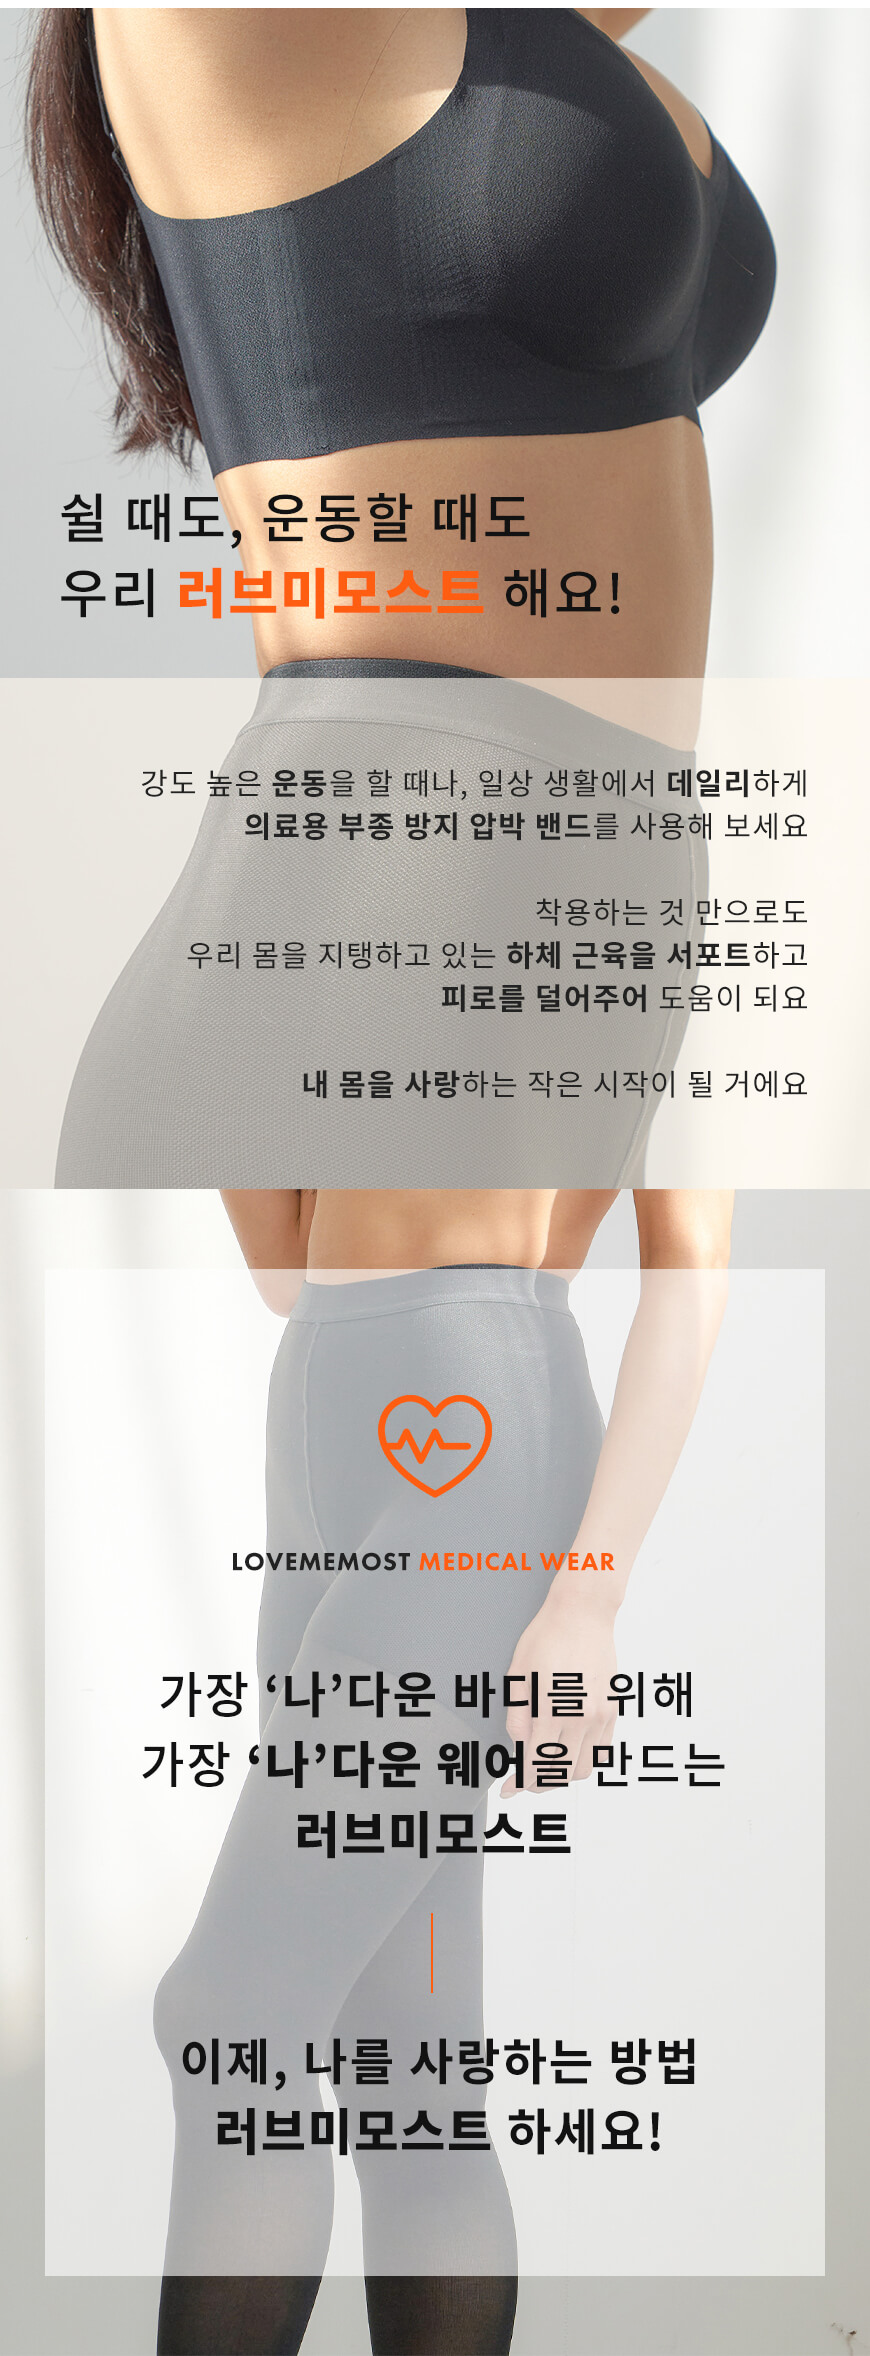 쉴 때도, 운동할 때도
우리 러브미모스트 해요!
강도 높은 운동을 할 때나, 일상 생활에서 데일리하게
의료용 부종 방지 압박 밴드를 사용해 보세요
착용하는 것 만으로도
우리 몸을 지탱하고 있는 하체 근육을 서포트하고
피로를 덜어주어 도움이 되요
내 몸을 사랑하는 작은 시작이 될 거에요
LOVEMEMOST MEDICAL WEAR
가장 ‘나’다운 바디를 위해
가장 ‘나’다운 웨어을 만드는
러브미모스트
이제, 나를 사랑하는 방법
러브미모스트 하세요!